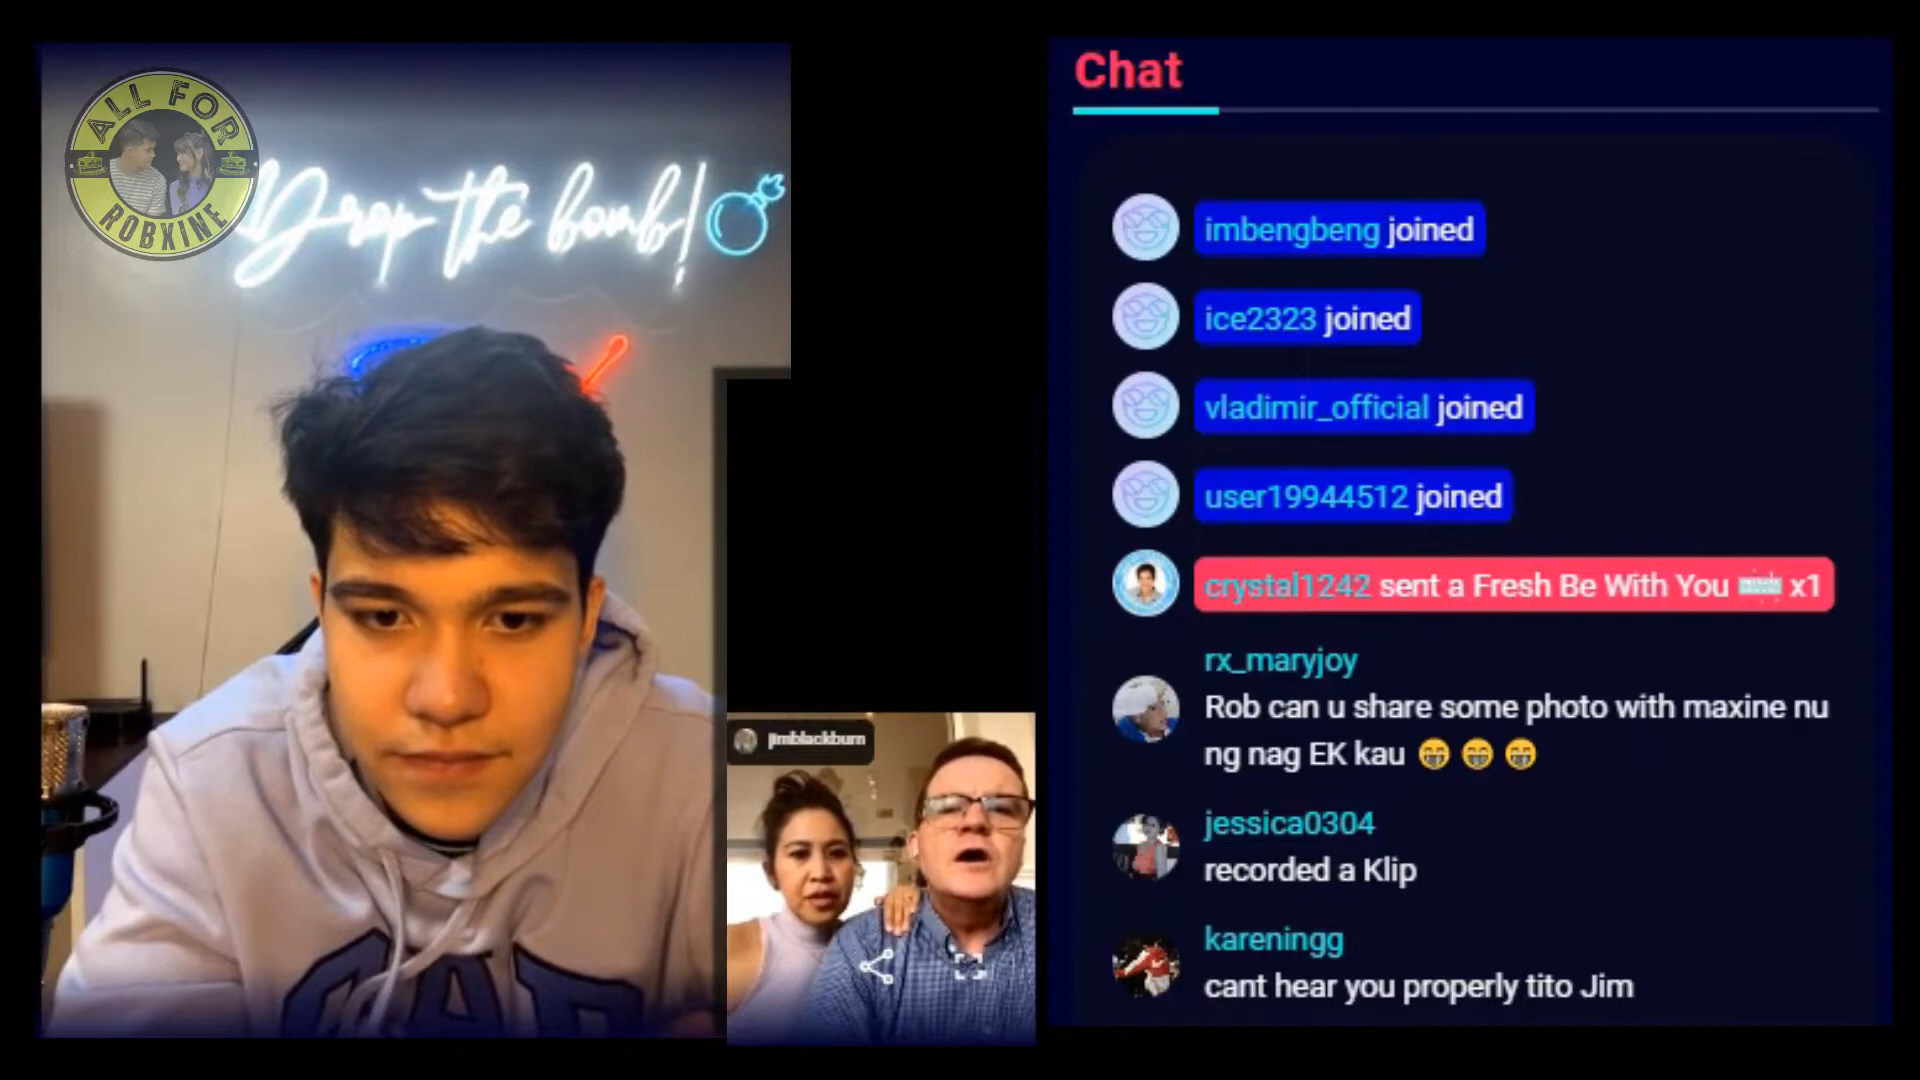 ALL FOR
ROBXINE
Drop the bomb!
GAP
jimblackburn
Chat
imbengbeng joined
ice2323 joined
vladimir_official joined
user19944512 joined
crystal1242 sent a Fresh Be With You x1
rx_maryjoy
Rob can u share some photo with maxine nu
ng nag EK kau 😁 😁 😁
jessica0304
recorded a Klip
kareningg
cant hear you properly tito Jim